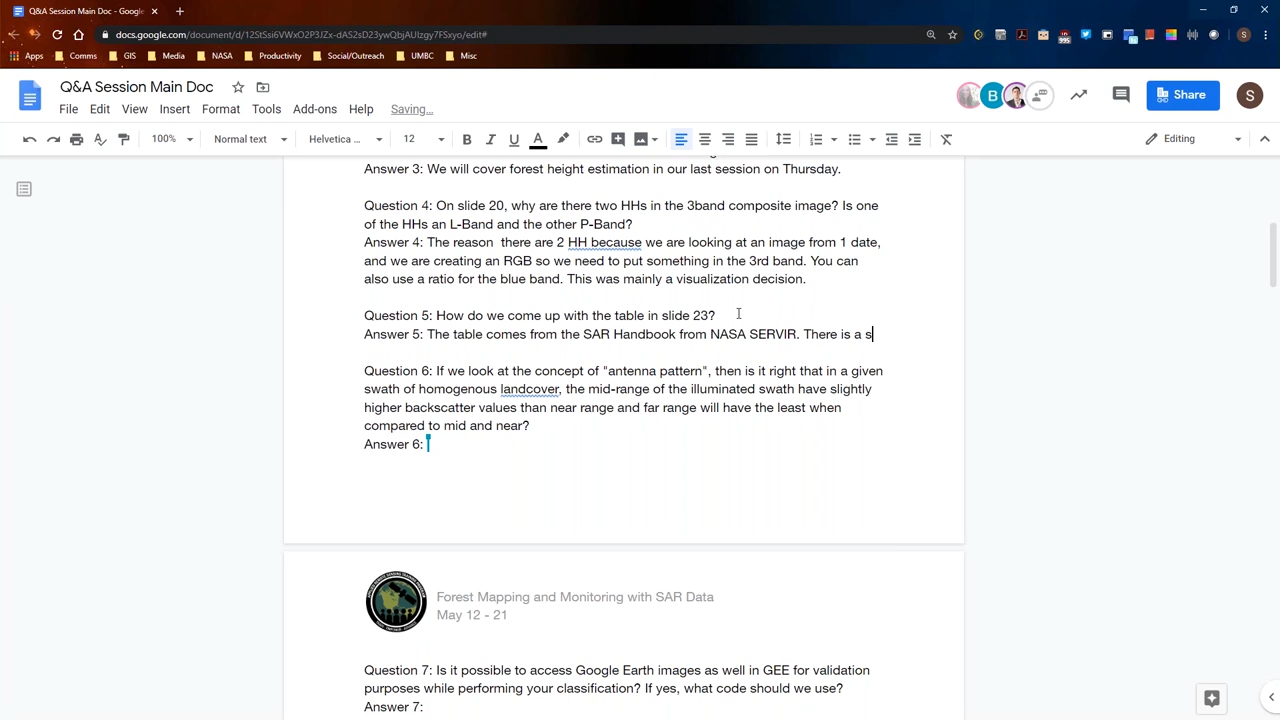 Q&A Session Main Doc - Google
docs.google.com/document/d/12StSsi6VWxO2P3JZx-dAS2sD23ywQbjAUIzgy7FSxyo/edit#
Apps Comms GIS Media NASA Productivity Social/Outreach UMBC Misc
Q&A Session Main Doc
File Edit View Insert Format Tools Add-ons Help Saving...
B Share S
100% Normal text Helvetica ... 12 B I U A Editing
Answer 3: We will cover forest height estimation in our last session on Thursday.
Question 4: On slide 20, why are there two HHs in the 3band composite image? Is one
of the HHs an L-Band and the other P-Band?
Answer 4: The reason  there are 2 HH because we are looking at an image from 1 date,
and we are creating an RGB so we need to put something in the 3rd band. You can
also use a ratio for the blue band. This was mainly a visualization decision.
Question 5: How do we come up with the table in slide 23?
Answer 5: The table comes from the SAR Handbook from NASA SERVIR. There is a s
Question 6: If we look at the concept of "antenna pattern", then is it right that in a given
swath of homogenous landcover, the mid-range of the illuminated swath have slightly
higher backscatter values than near range and far range will have the least when
compared to mid and near?
Answer 6:
Forest Mapping and Monitoring with SAR Data
May 12 - 21
Question 7: Is it possible to access Google Earth images as well in GEE for validation
purposes while performing your classification? If yes, what code should we use?
Answer 7: